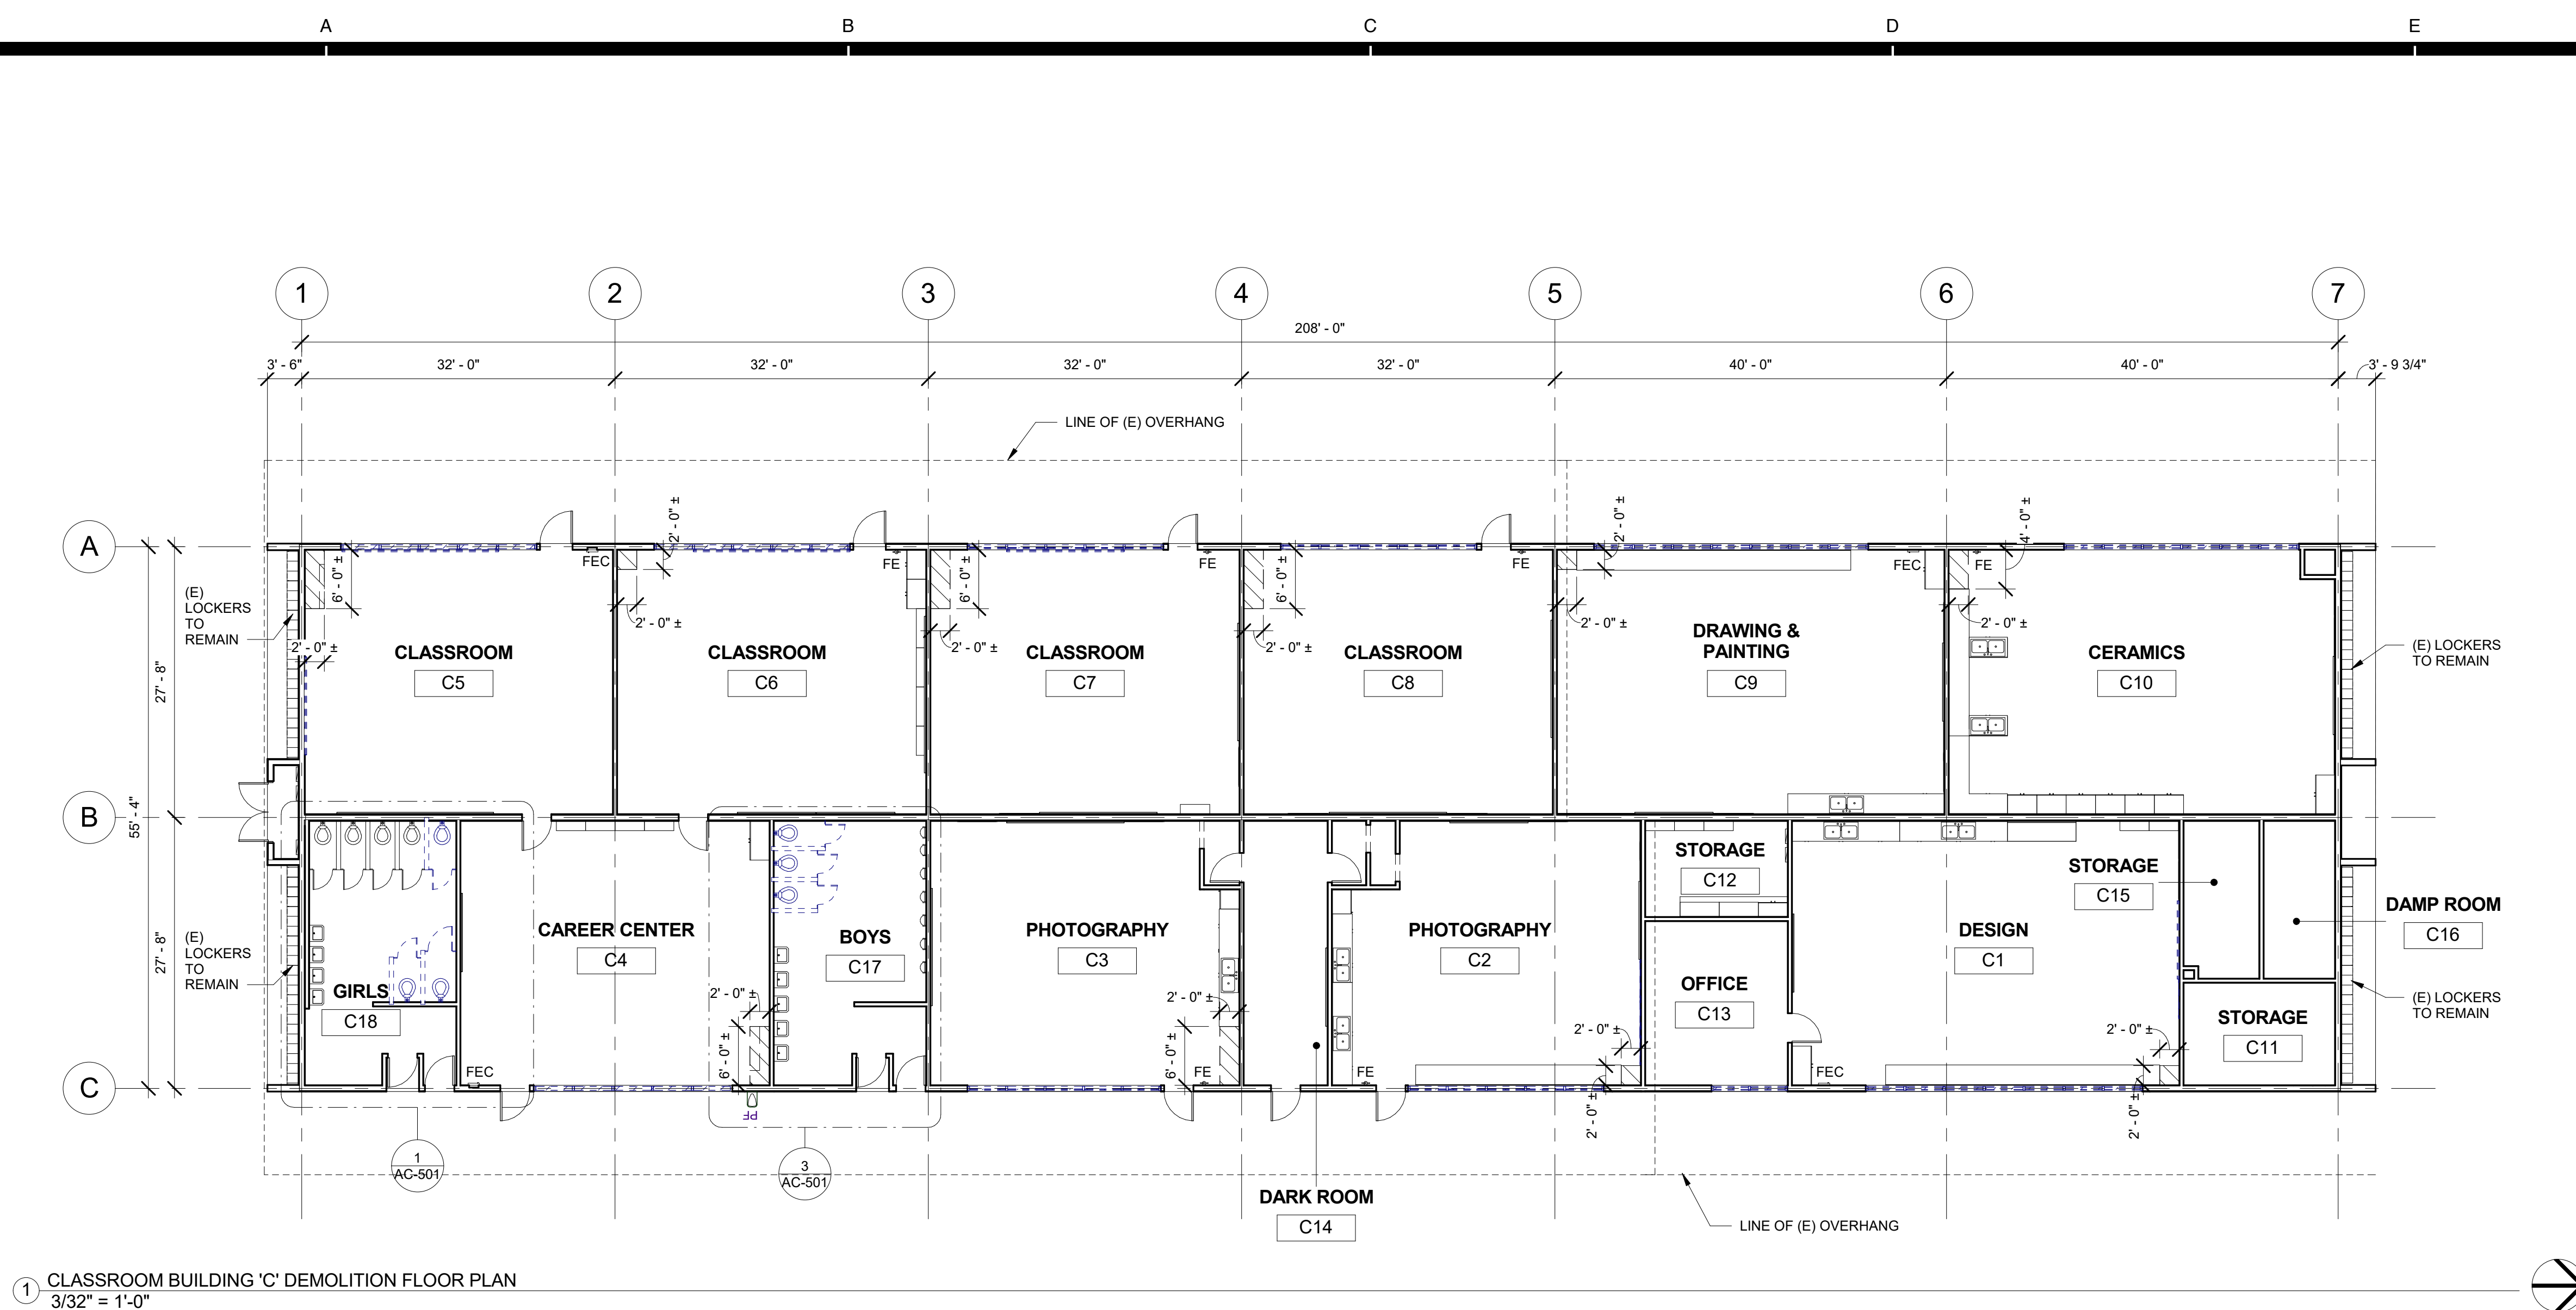 A B C D E
1 2 3 4 5 6 7
208' - 0"
3' - 6" 32' - 0" 32' - 0" 32' - 0" 32' - 0" 40' - 0" 40' - 0" 3' - 9 3/4"
LINE OF (E) OVERHANG
2' - 0" ± 2' - 0" ± 4' - 0" ±
A
FEC FE FE FE FEC FE
6' - 0" ± 6' - 0" ± 6' - 0" ±
(E)
LOCKERS
TO
REMAIN
2' - 0" ± 2' - 0" ± 2' - 0" ±
2' - 0" ± 2' - 0" ± 2' - 0" ±
27' - 8"
CLASSROOM
C5
CLASSROOM
C6
CLASSROOM
C7
CLASSROOM
C8
DRAWING &
PAINTING
C9
CERAMICS
C10
(E) LOCKERS
TO REMAIN
B
55' - 4"
27' - 8"
(E)
LOCKERS
TO
REMAIN
GIRLS
C18
CAREER CENTER
C4
BOYS
C17
PHOTOGRAPHY
C3
PHOTOGRAPHY
C2
STORAGE
C12
OFFICE
C13
DESIGN
C1
STORAGE
C15
DAMP ROOM
C16
STORAGE
C11
(E) LOCKERS
TO REMAIN
2' - 0" ± 2' - 0" ± 2' - 0" ± 2' - 0" ±
6' - 0" ± 6' - 0" ±
FEC FE FE FEC
C
PF
2' - 0" ± 2' - 0" ±
1
AC-501
3
AC-501
DARK ROOM
C14
LINE OF (E) OVERHANG
1 CLASSROOM BUILDING 'C' DEMOLITION FLOOR PLAN
3/32" = 1'-0"